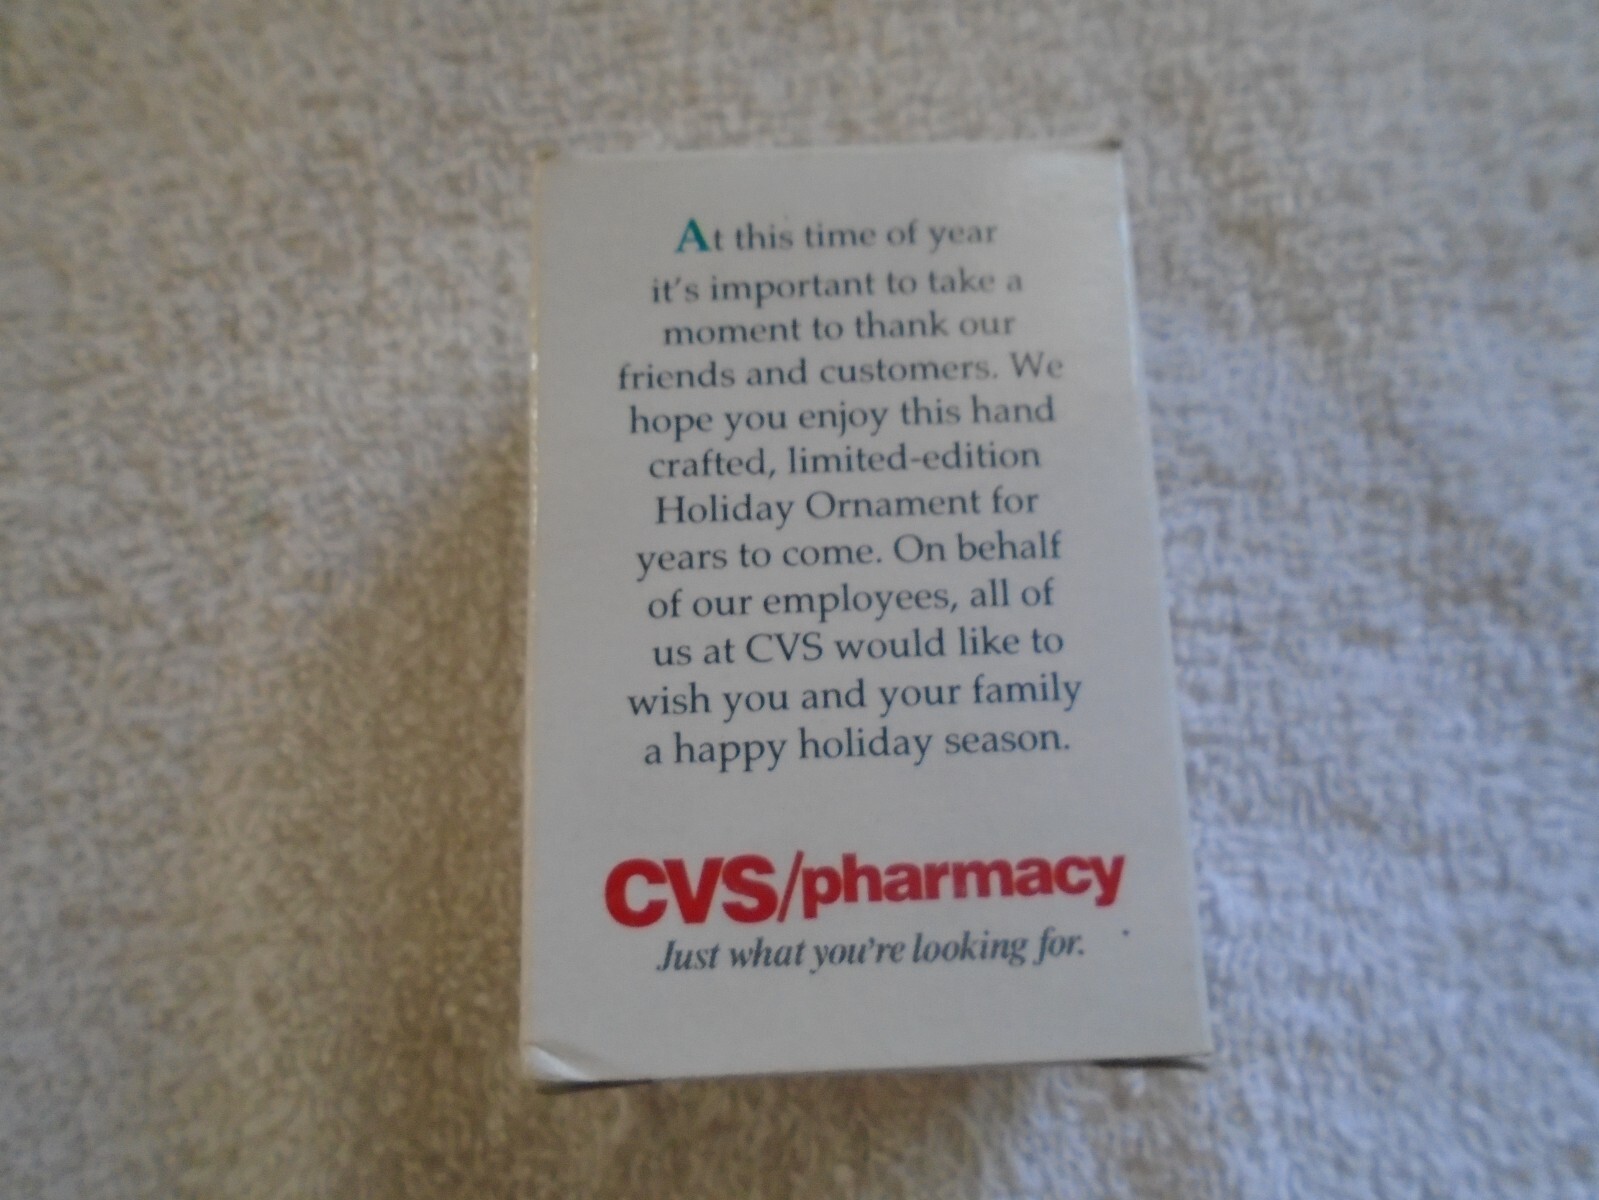 At this time of year
it's important to take a
moment to thank our
friends and customers. We
hope you enjoy this hand
crafted, limited-edition
Holiday Ornament for
years to come. On behalf
of our employees, all of
us at CVS would like to
wish you and your family
a happy holiday season.
CVS/pharmacy
Just what you're looking for.